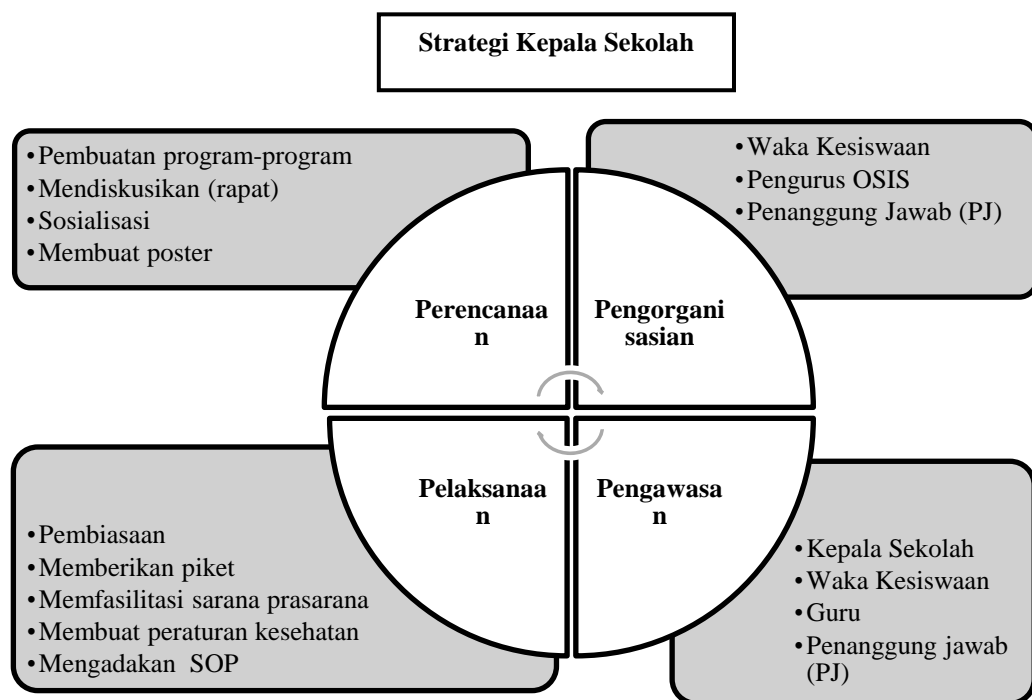 Strategi Kepala Sekolah
•Pembuatan program-program
•Mendiskusikan (rapat)
•Sosialisasi
•Membuat poster
•Waka Kesiswaan
•Pengurus OSIS
•Penanggung Jawab (PJ)
Perencanaa
n
Pengorgani
sasian
Pelaksanaa
n
Pengawasa
n
•Pembiasaan
•Memberikan piket
•Memfasilitasi sarana prasarana
•Membuat peraturan kesehatan
•Mengadakan SOP
•Kepala Sekolah
•Waka Kesiswaan
•Guru
•Penanggung jawab
(PJ)